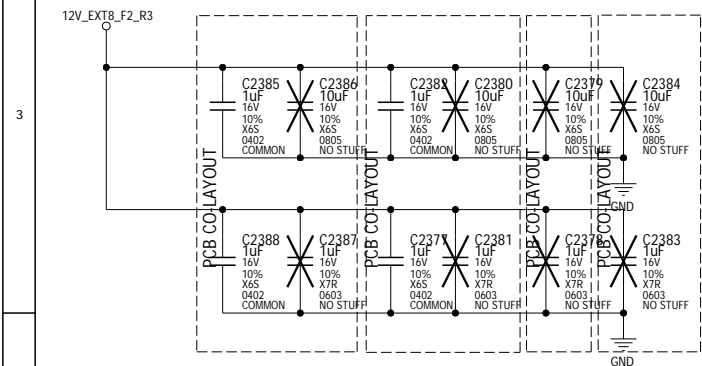 12V_EXT8_F2_R3
3
C2385
1uF
16V
10%
X6S
0402
COMMON
C2386
10uF
16V
10%
X6S
0805
NO STUFF
C2382
1uF
16V
10%
X6S
0402
COMMON
C2380
10uF
16V
10%
X6S
0805
NO STUFF
C2379
10uF
16V
10%
X6S
0805
NO STUFF
C2384
10uF
16V
10%
X6S
0805
NO STUFF
PCB CO-LAYOUT
PCB CO-LAYOUT
PCB CO-LAYOUT
PCB CO-LAYOUT
GND
C2388
1uF
16V
10%
X6S
0402
COMMON
C2387
1uF
16V
10%
X7R
0603
NO STUFF
C2377
1uF
16V
10%
X6S
0402
COMMON
C2381
1uF
16V
10%
X7R
0603
NO STUFF
C2378
1uF
16V
10%
X7R
0603
NO STUFF
C2383
1uF
16V
10%
X7R
0603
NO STUFF
GND